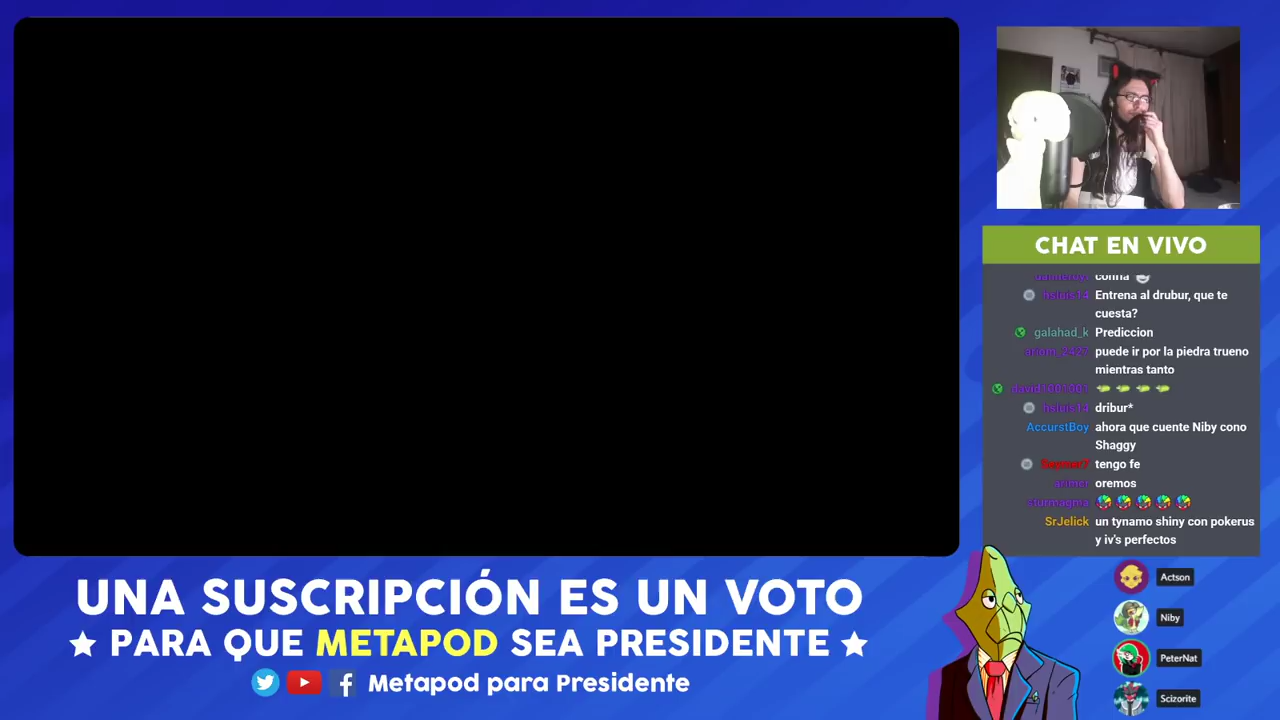 CHAT EN VIVO
Entrena al drubur, que te
cuesta?
galahad_k Prediccion
puede ir por la piedra trueno
mientras tanto
hsluis14 dribur*
AccurstBoy ahora que cuente Niby cono
Shaggy
tengo fe
oremos
SrJelick un tynamo shiny con pokerus
y iv's perfectos
Actson
Niby
PeterNat
Scizorite
UNA SUSCRIPCIÓN ES UN VOTO
PARA QUE METAPOD SEA PRESIDENTE
Metapod para Presidente